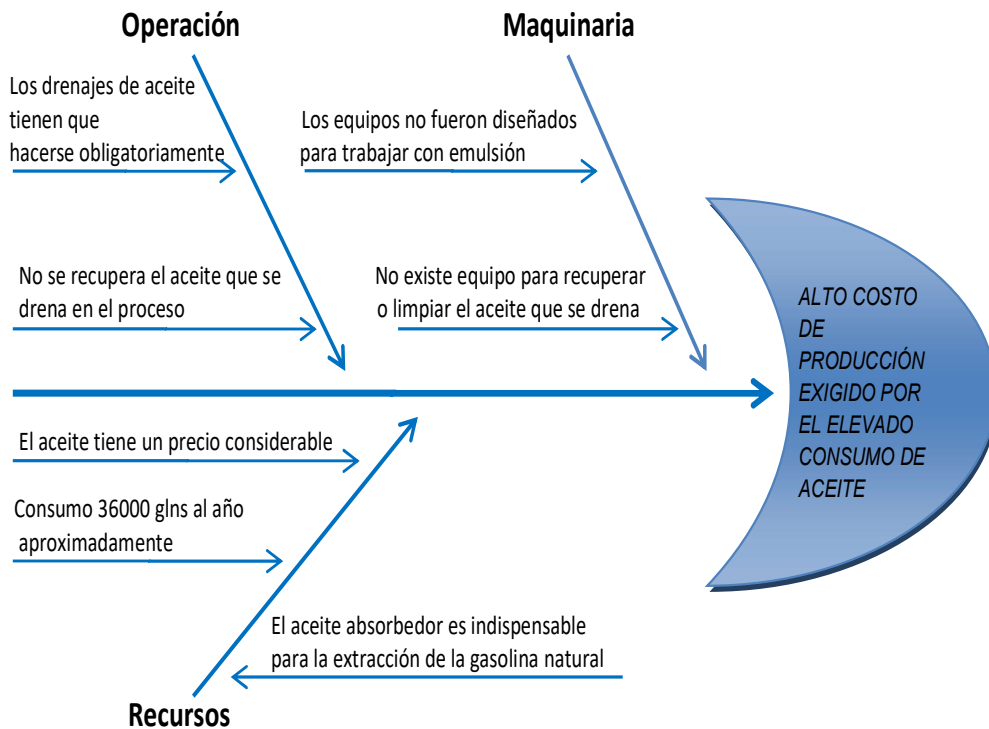 Operación
Maquinaria
Los drenajes de aceite
tienen que
hacerse obligatoriamente
Los equipos no fueron diseñados
para trabajar con emulsión
No se recupera el aceite que se
drena en el proceso
No existe equipo para recuperar
o limpiar el aceite que se drena
ALTO COSTO
DE
PRODUCCIÓN
EXIGIDO POR
EL ELEVADO
CONSUMO DE
ACEITE
El aceite tiene un precio considerable
Consumo 36000 glns al año
aproximadamente
El aceite absorbedor es indispensable
para la extracción de la gasolina natural
Recursos